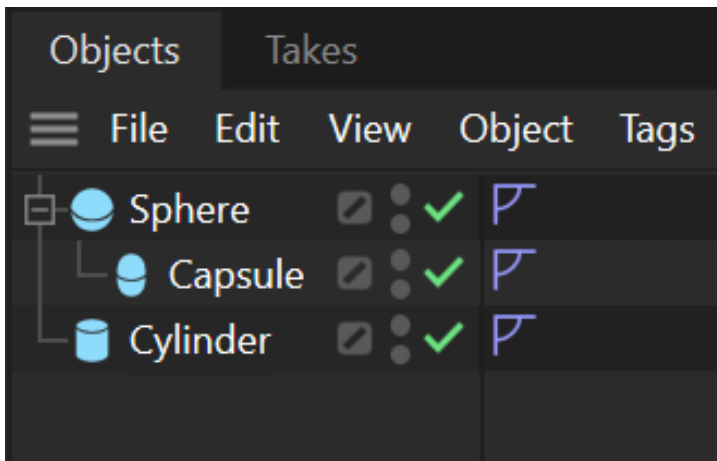 Objects Takes
File Edit View Object Tags
Sphere
Capsule
Cylinder